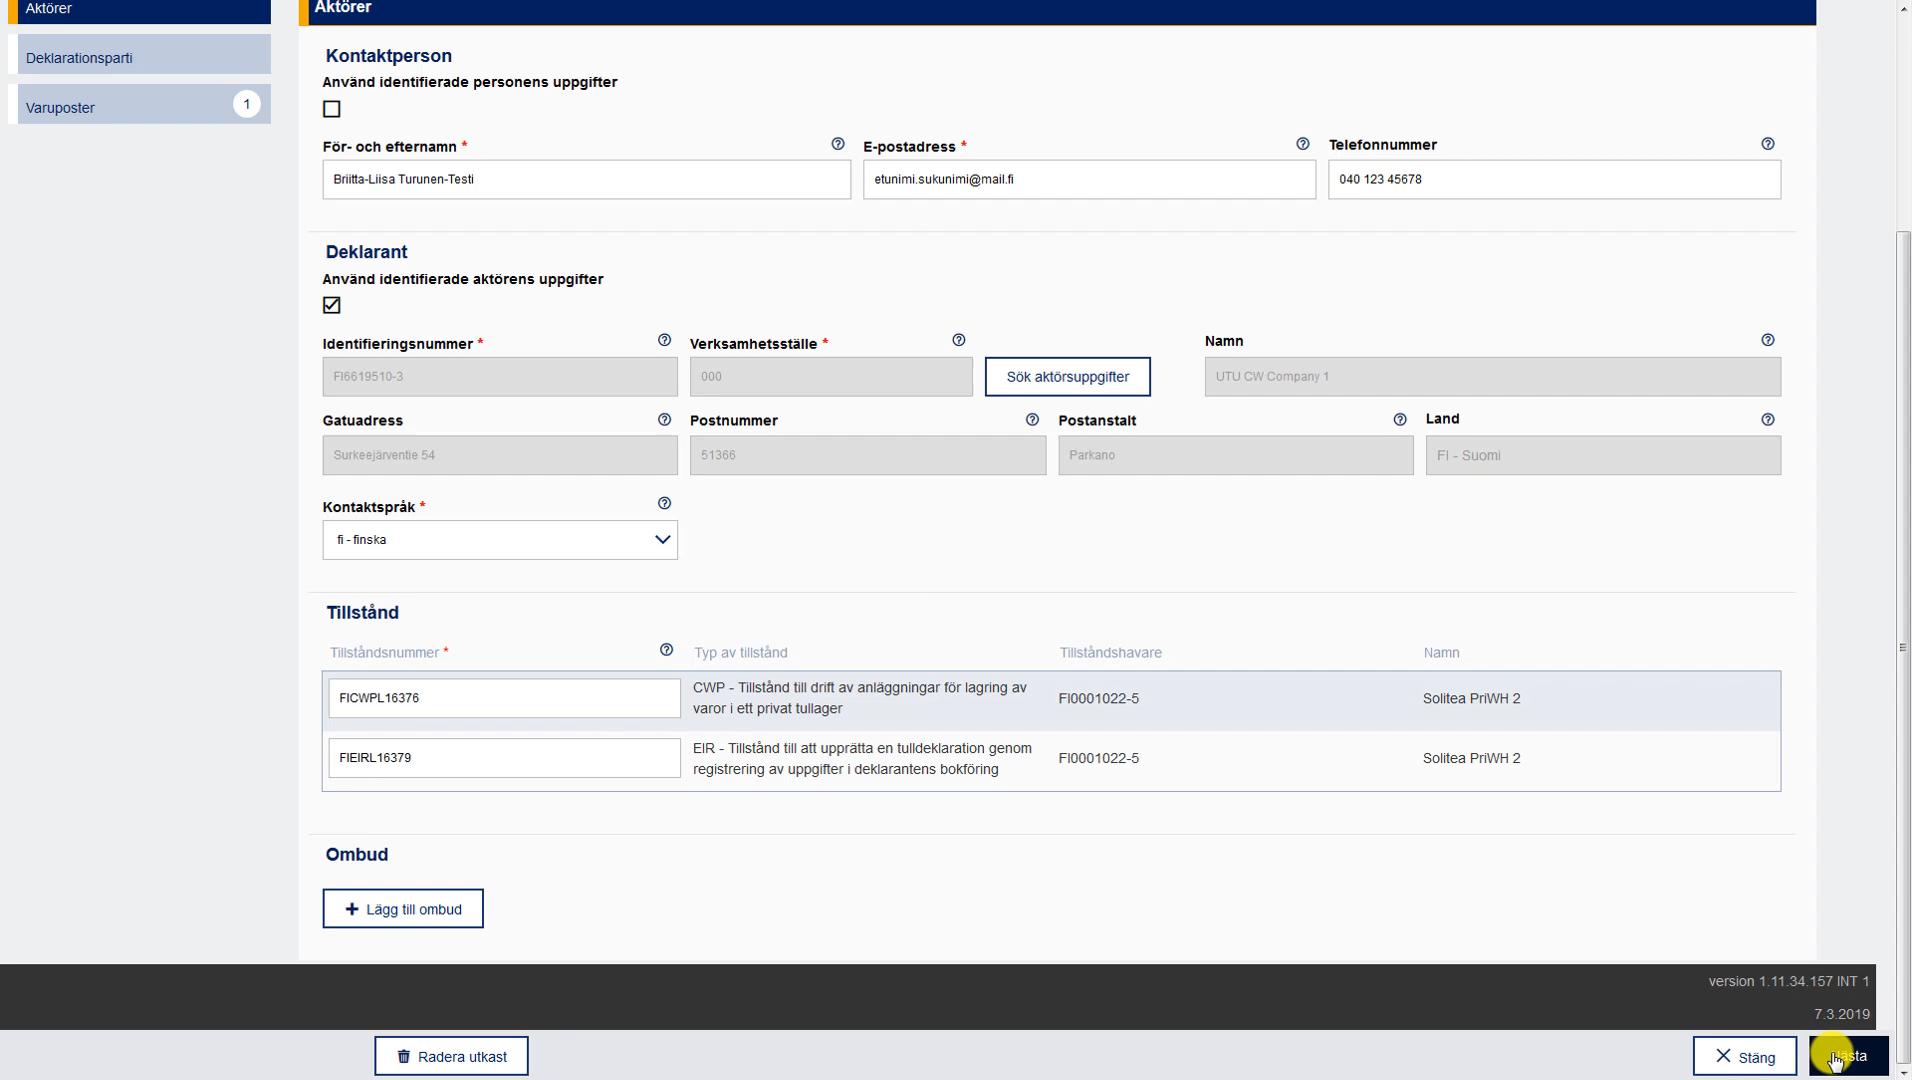 Aktörer
Aktörer
Deklarationsparti
Varuposter 1
Kontaktperson
Använd identifierade personens uppgifter
För- och efternamn * E-postadress * Telefonnummer
Briitta-Liisa Turunen-Testi etunimi.sukunimi@mail.fi 040 123 45678
Deklarant
Använd identifierade aktörens uppgifter
Identifieringsnummer * Verksamhetsställe * Namn
FI6619510-3 000 Sök aktörsuppgifter UTU CW Company 1
Gatuadress Postnummer Postanstalt Land
Surkeejärventie 54 51366 Parkano FI - Suomi
Kontaktspråk *
fi - finska
Tillstånd
Tillståndsnummer * Typ av tillstånd Tillståndshavare Namn
FICWPL16376 CWP - Tillstånd till drift av anläggningar för lagring av varor i ett privat tullager FI0001022-5 Solitea PriWH 2
FIEIRL16379 EIR - Tillstånd till att upprätta en tulldeklaration genom registrering av uppgifter i deklarantens bokföring FI0001022-5 Solitea PriWH 2
Ombud
+ Lägg till ombud
version 1.11.34.157 INT 1
7.3.2019
Radera utkast Stäng